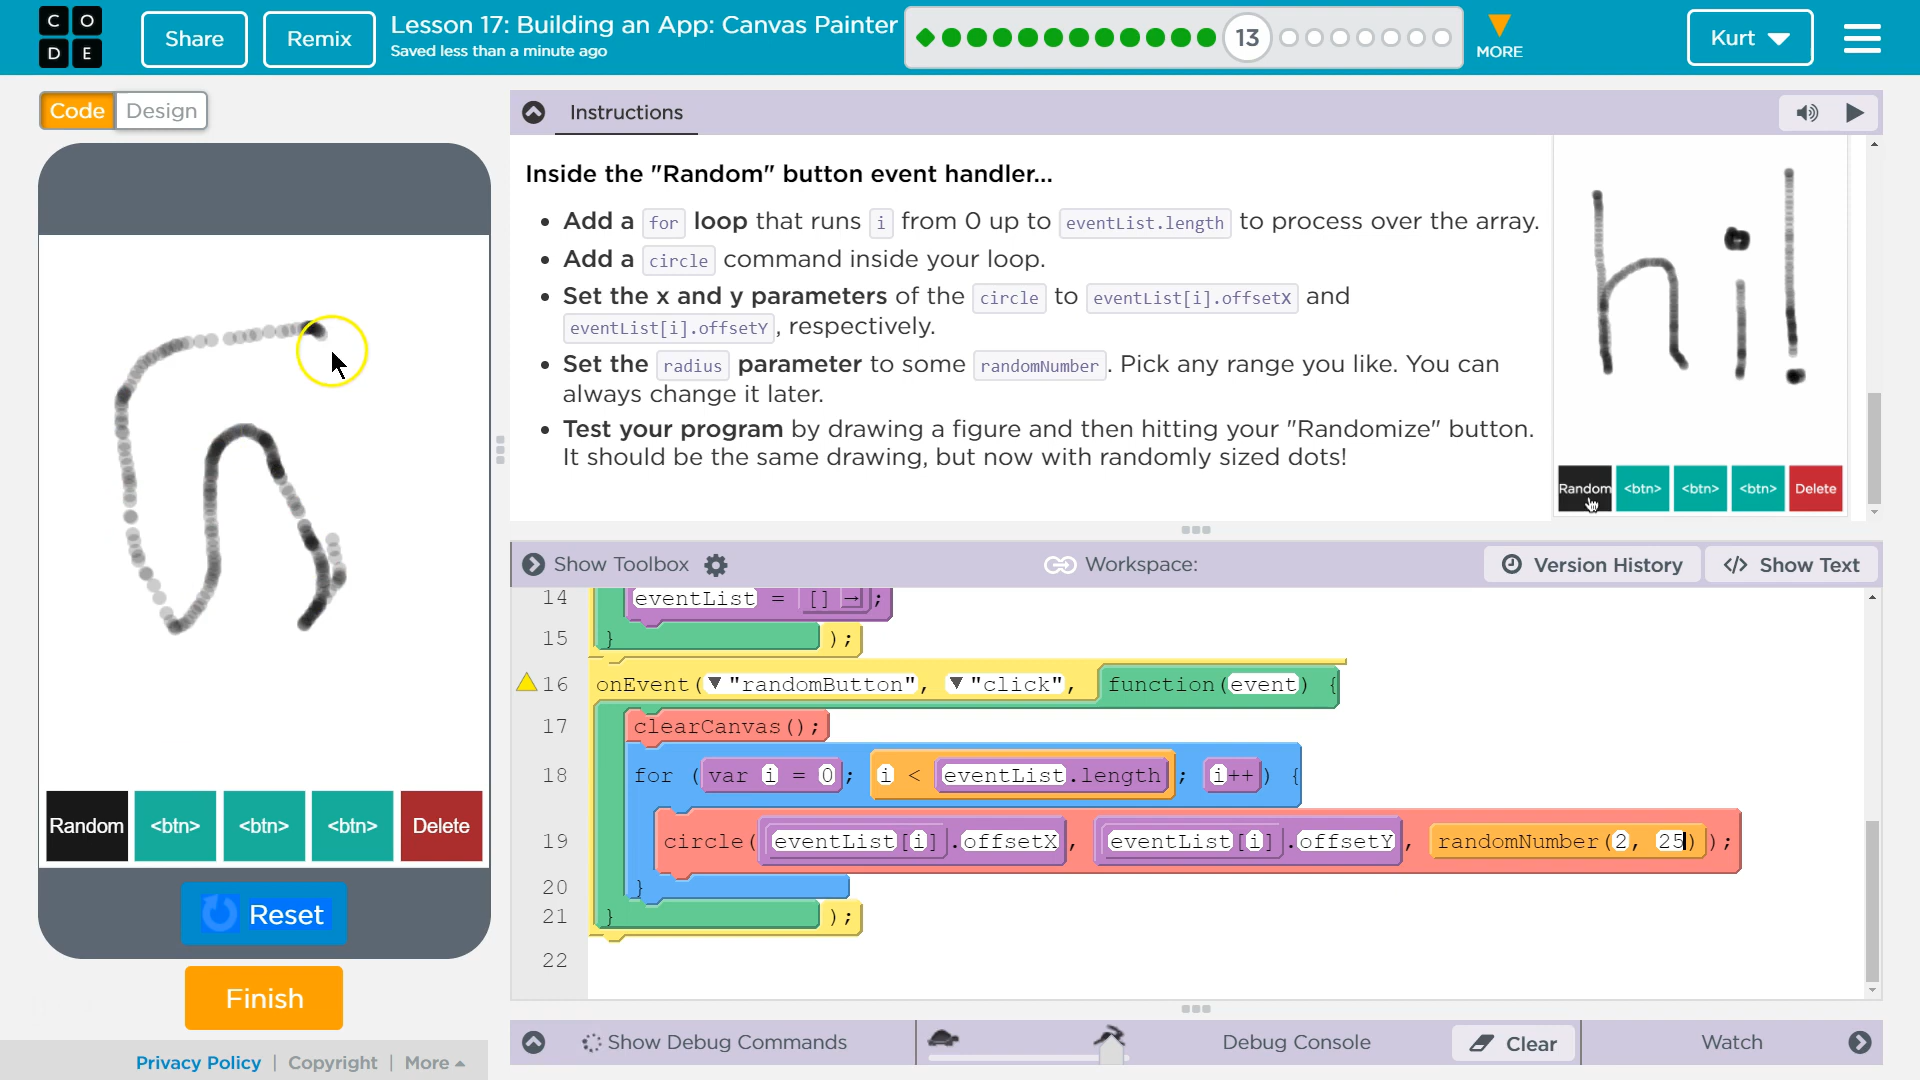 C O D E
Share
Remix
Lesson 17: Building an App: Canvas Painter
Saved less than a minute ago
13
MORE
Kurt
Code
Design
Instructions
Inside the "Random" button event handler...
Add a for loop that runs i from 0 up to eventList.length to process over the array.
Add a circle command inside your loop.
Set the x and y parameters of the circle to eventList[i].offsetX and
eventList[i].offsetY, respectively.
Set the radius parameter to some randomNumber. Pick any range you like. You can
always change it later.
Test your program by drawing a figure and then hitting your "Randomize" button.
It should be the same drawing, but now with randomly sized dots!
hi!
Random <btn> <btn> <btn> Delete
Show Toolbox
Workspace:
Version History
</> Show Text
14 eventList = [] → ;
15 } );
16 onEvent( ▼ "randomButton", ▼ "click", function(event) {
17 clearCanvas();
18 for (var i = 0; i < eventList.length; i++) {
19 circle(eventList[i].offsetX, eventList[i].offsetY, randomNumber(2, 25));
20 }
21 } );
22
Random <btn> <btn> <btn> Delete
Reset
Finish
Show Debug Commands
Debug Console
Clear
Watch
Privacy Policy | Copyright | More